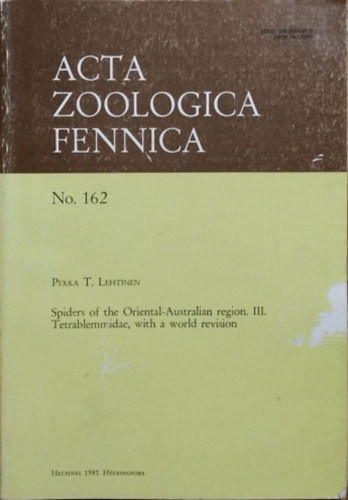 ACTA
ZOOLOGICA
FENNICA
No. 162
PEKKA T. LEHTINEN
Spiders of the Oriental-Australian region. III.
Tetrablemmidae, with a world revision
HELSINKI 1981 HELSINGFORS